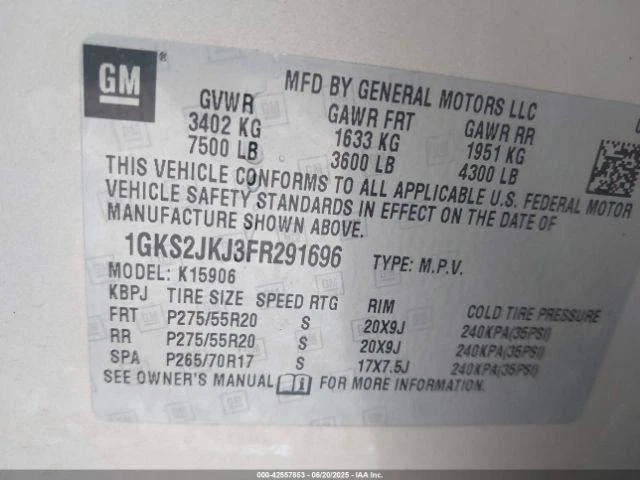 GM ®
MFD BY GENERAL MOTORS LLC
GVWR GAWR FRT GAWR RR
3402 KG 1633 KG 1951 KG
7500 LB 3600 LB 4300 LB
THIS VEHICLE CONFORMS TO ALL APPLICABLE U.S. FEDERAL MOTOR
VEHICLE SAFETY STANDARDS IN EFFECT ON THE DATE OF
MANUFACTURE SHOWN ABOVE.
1GKS2JKJ3FR291696 TYPE: M.P.V.
MODEL: K15906
KBPJ TIRE SIZE SPEED RTG RIM COLD TIRE PRESSURE
FRT P275/55R20 S 20X9J 240KPA(35PSI)
RR P275/55R20 S 20X9J 240KPA(35PSI)
SPA P265/70R17 S 17X7.5J 240KPA(35PSI)
SEE OWNER'S MANUAL FOR MORE INFORMATION.
000-42557853 - 06/20/2025 - IAAI.COM